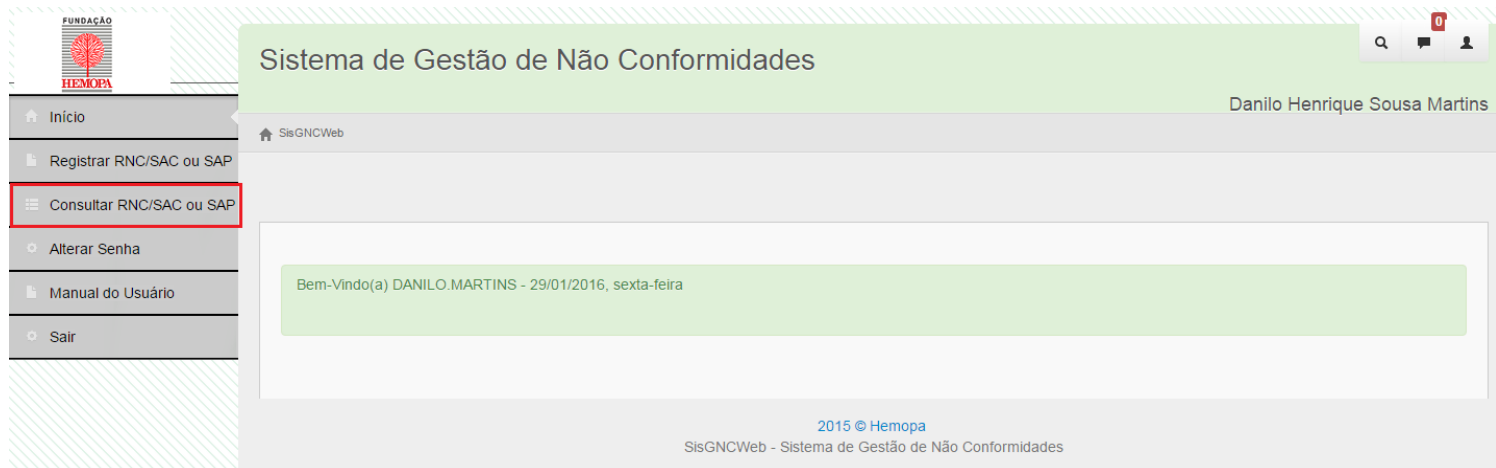 FUNDAÇÃO
HEMOPA
Início
Registrar RNC/SAC ou SAP
Consultar RNC/SAC ou SAP
Alterar Senha
Manual do Usuário
Sair
Sistema de Gestão de Não Conformidades
0
Danilo Henrique Sousa Martins
SisGNCWeb
Bem-Vindo(a) DANILO.MARTINS - 29/01/2016, sexta-feira
2015 © Hemopa
SisGNCWeb - Sistema de Gestão de Não Conformidades